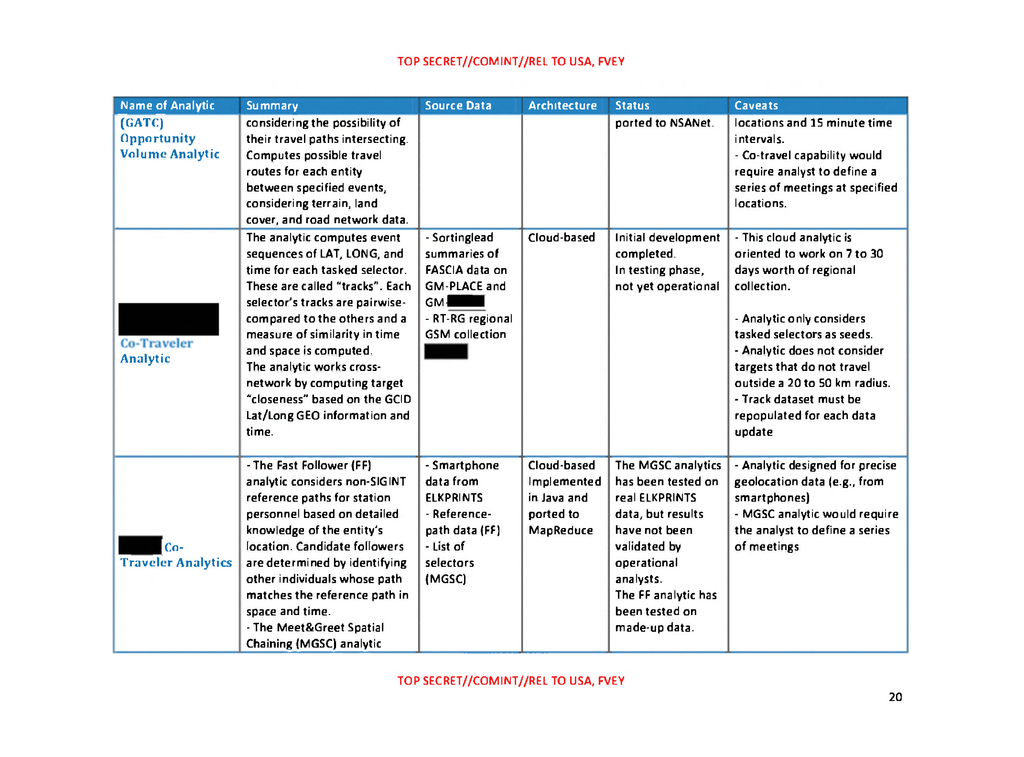 TOP SECRET//COMINT//REL TO USA, FVEY
Name of Analytic
Summary
Source Data
Architecture
Status
Caveats
(GATC)
Opportunity
Volume Analytic
considering the possibility of
their travel paths intersecting.
Computes possible travel
routes for each entity
between specified events,
considering terrain, land
cover, and road network data.
ported to NSANet.
locations and 15 minute time
intervals.
- Co-travel capability would
require analyst to define a
series of meetings at specified
locations.
Co-Traveler
Analytic
The analytic computes event
sequences of LAT, LONG, and
time for each tasked selector.
These are called "tracks". Each
selector's tracks are pairwise-
compared to the others and a
measure of similarity in time
and space is computed.
The analytic works cross-
network by computing target
"closeness" based on the GCID
Lat/Long GEO information and
time.
- Sortinglead
summaries of
FASCIA data on
GM-PLACE and
GM-
- RT-RG regional
GSM collection
Cloud-based
Initial development
completed.
In testing phase,
not yet operational
- This cloud analytic is
oriented to work on 7 to 30
days worth of regional
collection.
- Analytic only considers
tasked selectors as seeds.
- Analytic does not consider
targets that do not travel
outside a 20 to 50 km radius.
- Track dataset must be
repopulated for each data
update
Co-
Traveler Analytics
- The Fast Follower (FF)
analytic considers non-SIGINT
reference paths for station
personnel based on detailed
knowledge of the entity's
location. Candidate followers
are determined by identifying
other individuals whose path
matches the reference path in
space and time.
- The Meet&Greet Spatial
Chaining (MGSC) analytic
- Smartphone
data from
ELKPRINTS
- Reference-
path data (FF)
- List of
selectors
(MGSC)
Cloud-based
Implemented
in Java and
ported to
MapReduce
The MGSC analytics
has been tested on
real ELKPRINTS
data, but results
have not been
validated by
operational
analysts.
The FF analytic has
been tested on
made-up data.
- Analytic designed for precise
geolocation data (e.g., from
smartphones)
- MGSC analytic would require
the analyst to define a series
of meetings
TOP SECRET//COMINT//REL TO USA, FVEY
20